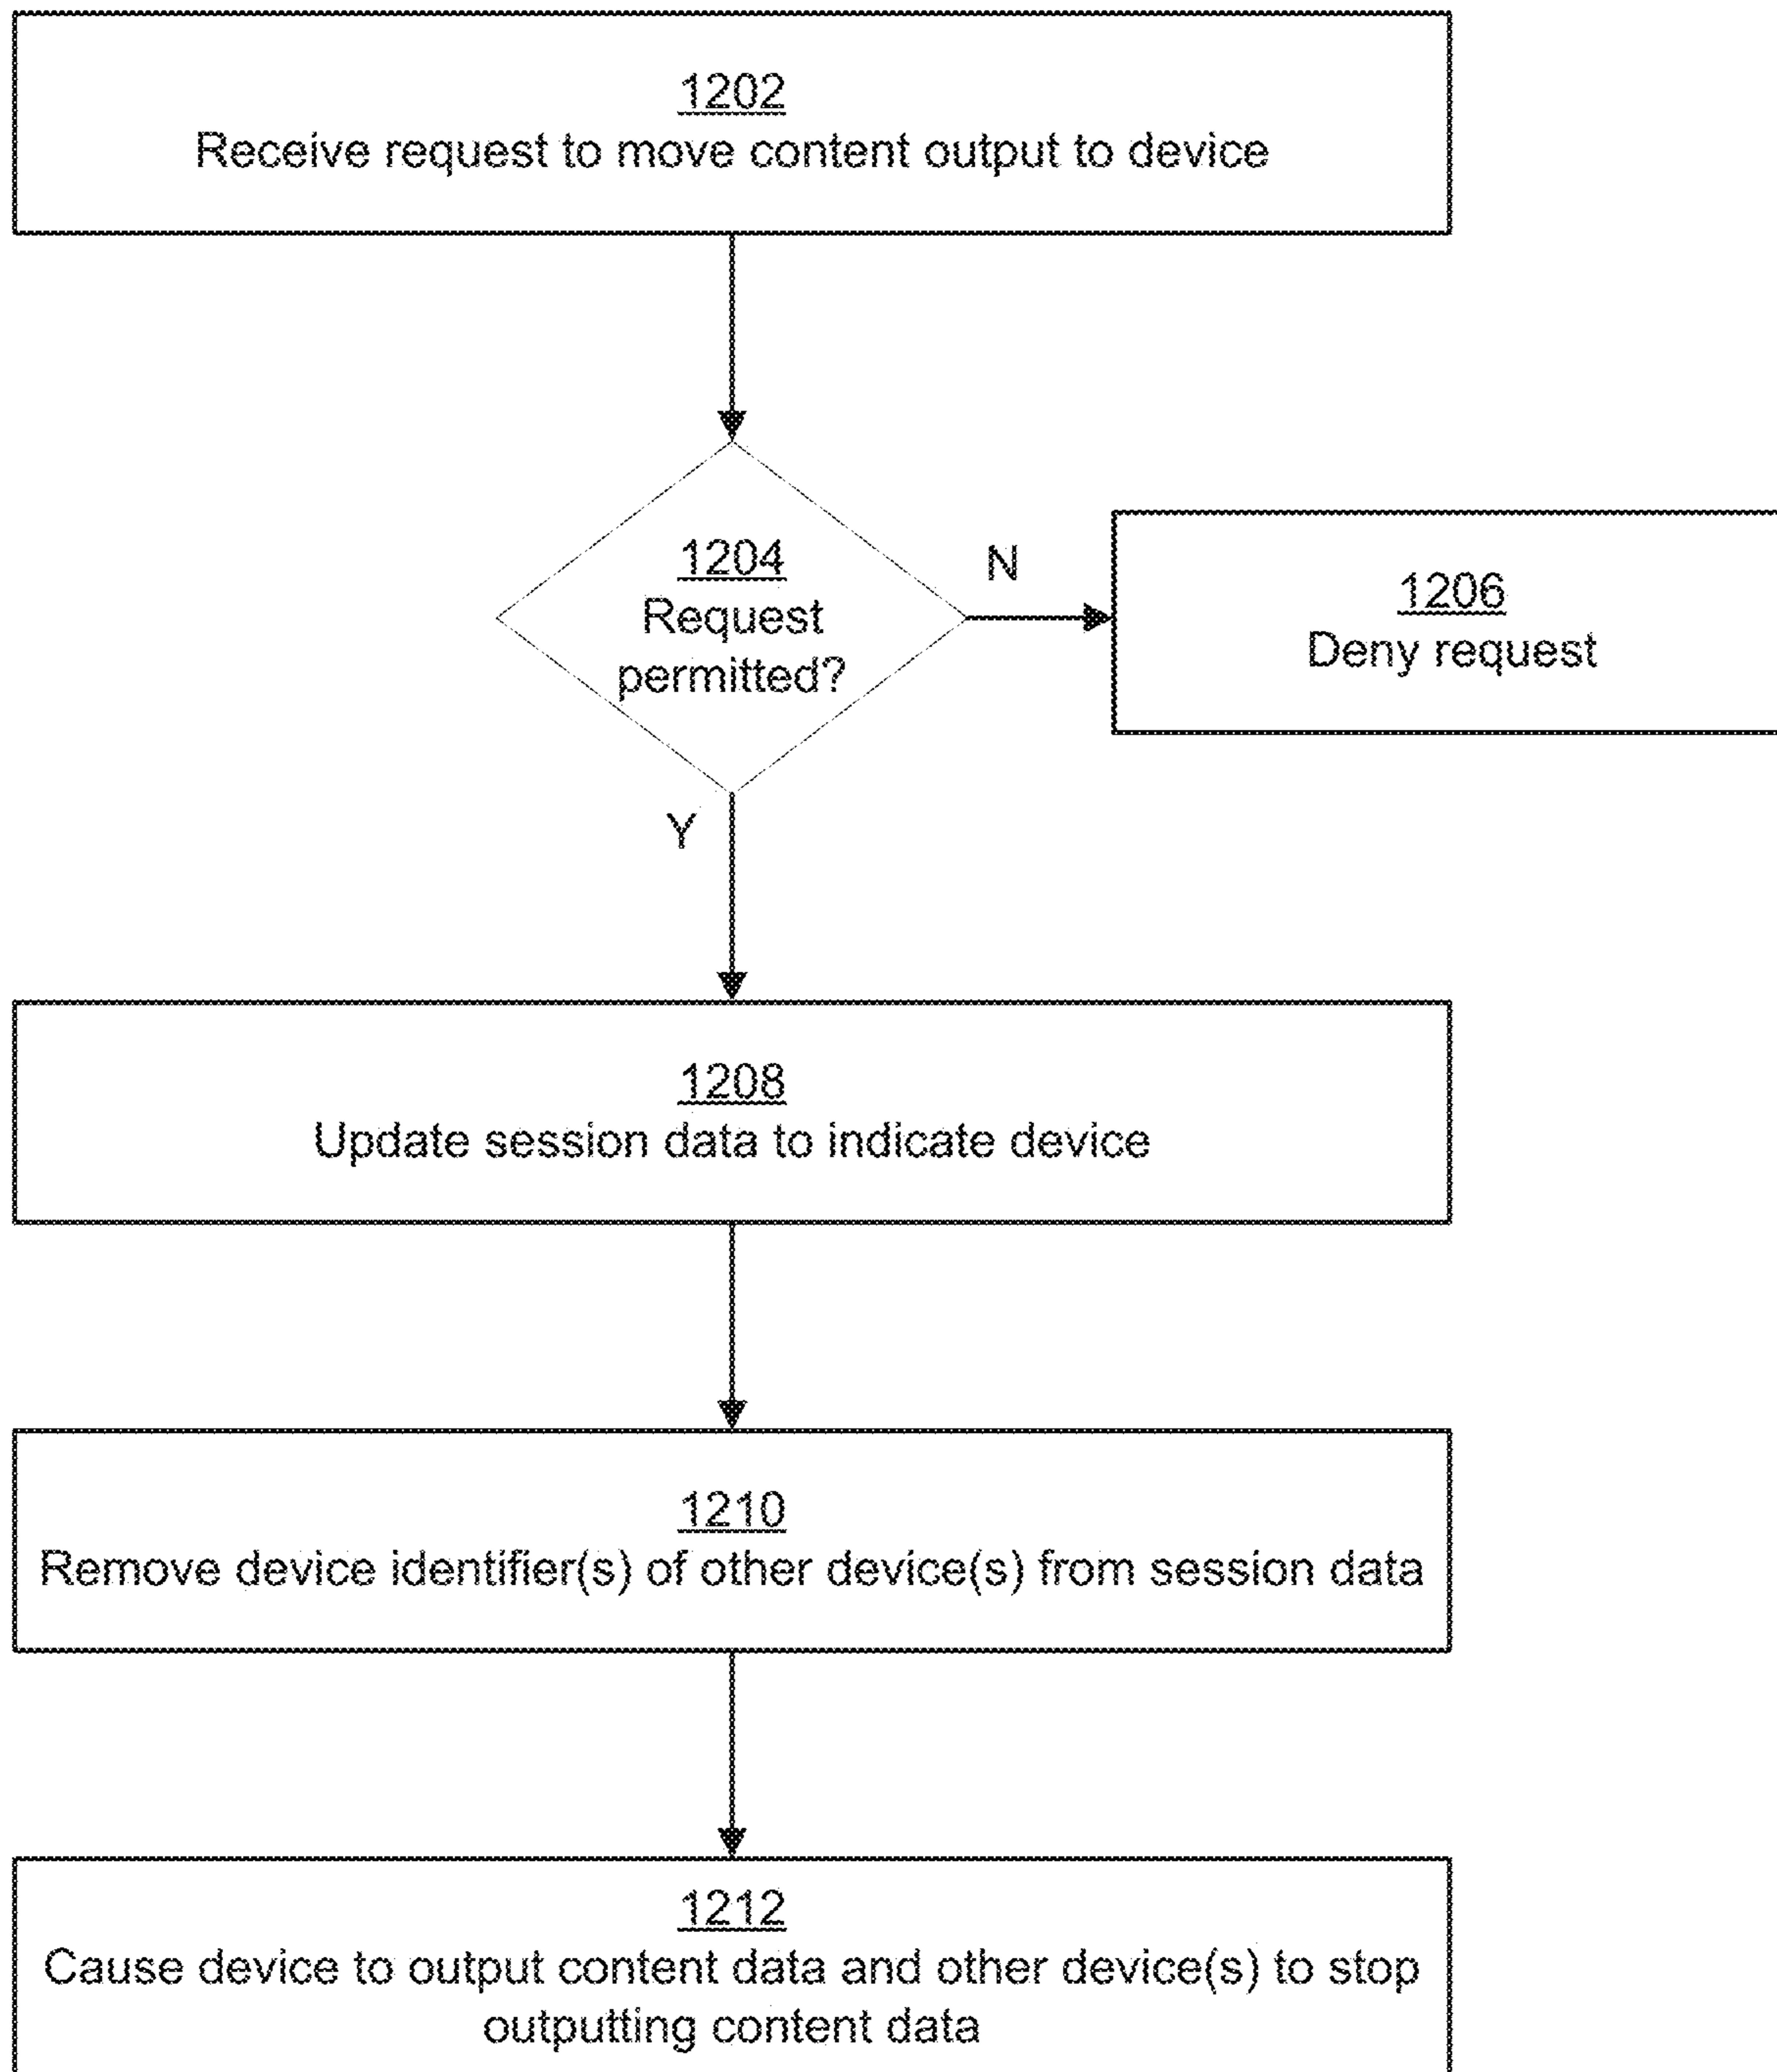 1202
Receive request to move content output to device
1204
Request
permitted?
N
1206
Deny request
Y
1208
Update session data to indicate device
1210
Remove device identifier(s) of other device(s) from session data
1212
Cause device to output content data and other device(s) to stop
outputting content data